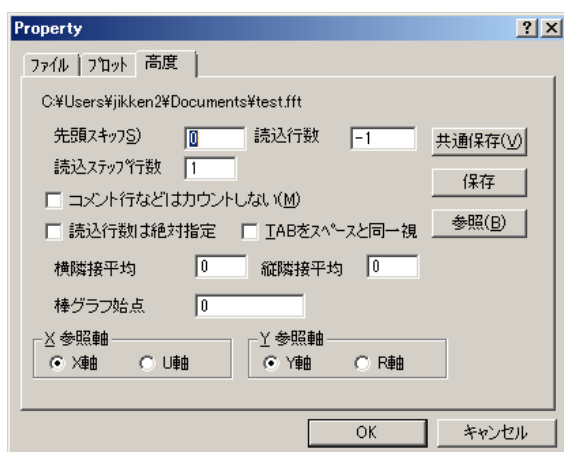 Property
ファイル プロット 高度
C:¥Users¥jikken2¥Documents¥test.fft
先頭スキップS) 0 読込行数 -1 共通保存(V)
読込ステップ行数 1
保存
コメント行などはカウントしない(M)
読込行数は絶対指定 TABをスペースと同一視 参照(B)
横隣接平均 0 縦隣接平均 0
棒グラフ始点 0
X 参照軸 Y 参照軸
X軸 U軸 Y軸 R軸
OK キャンセル